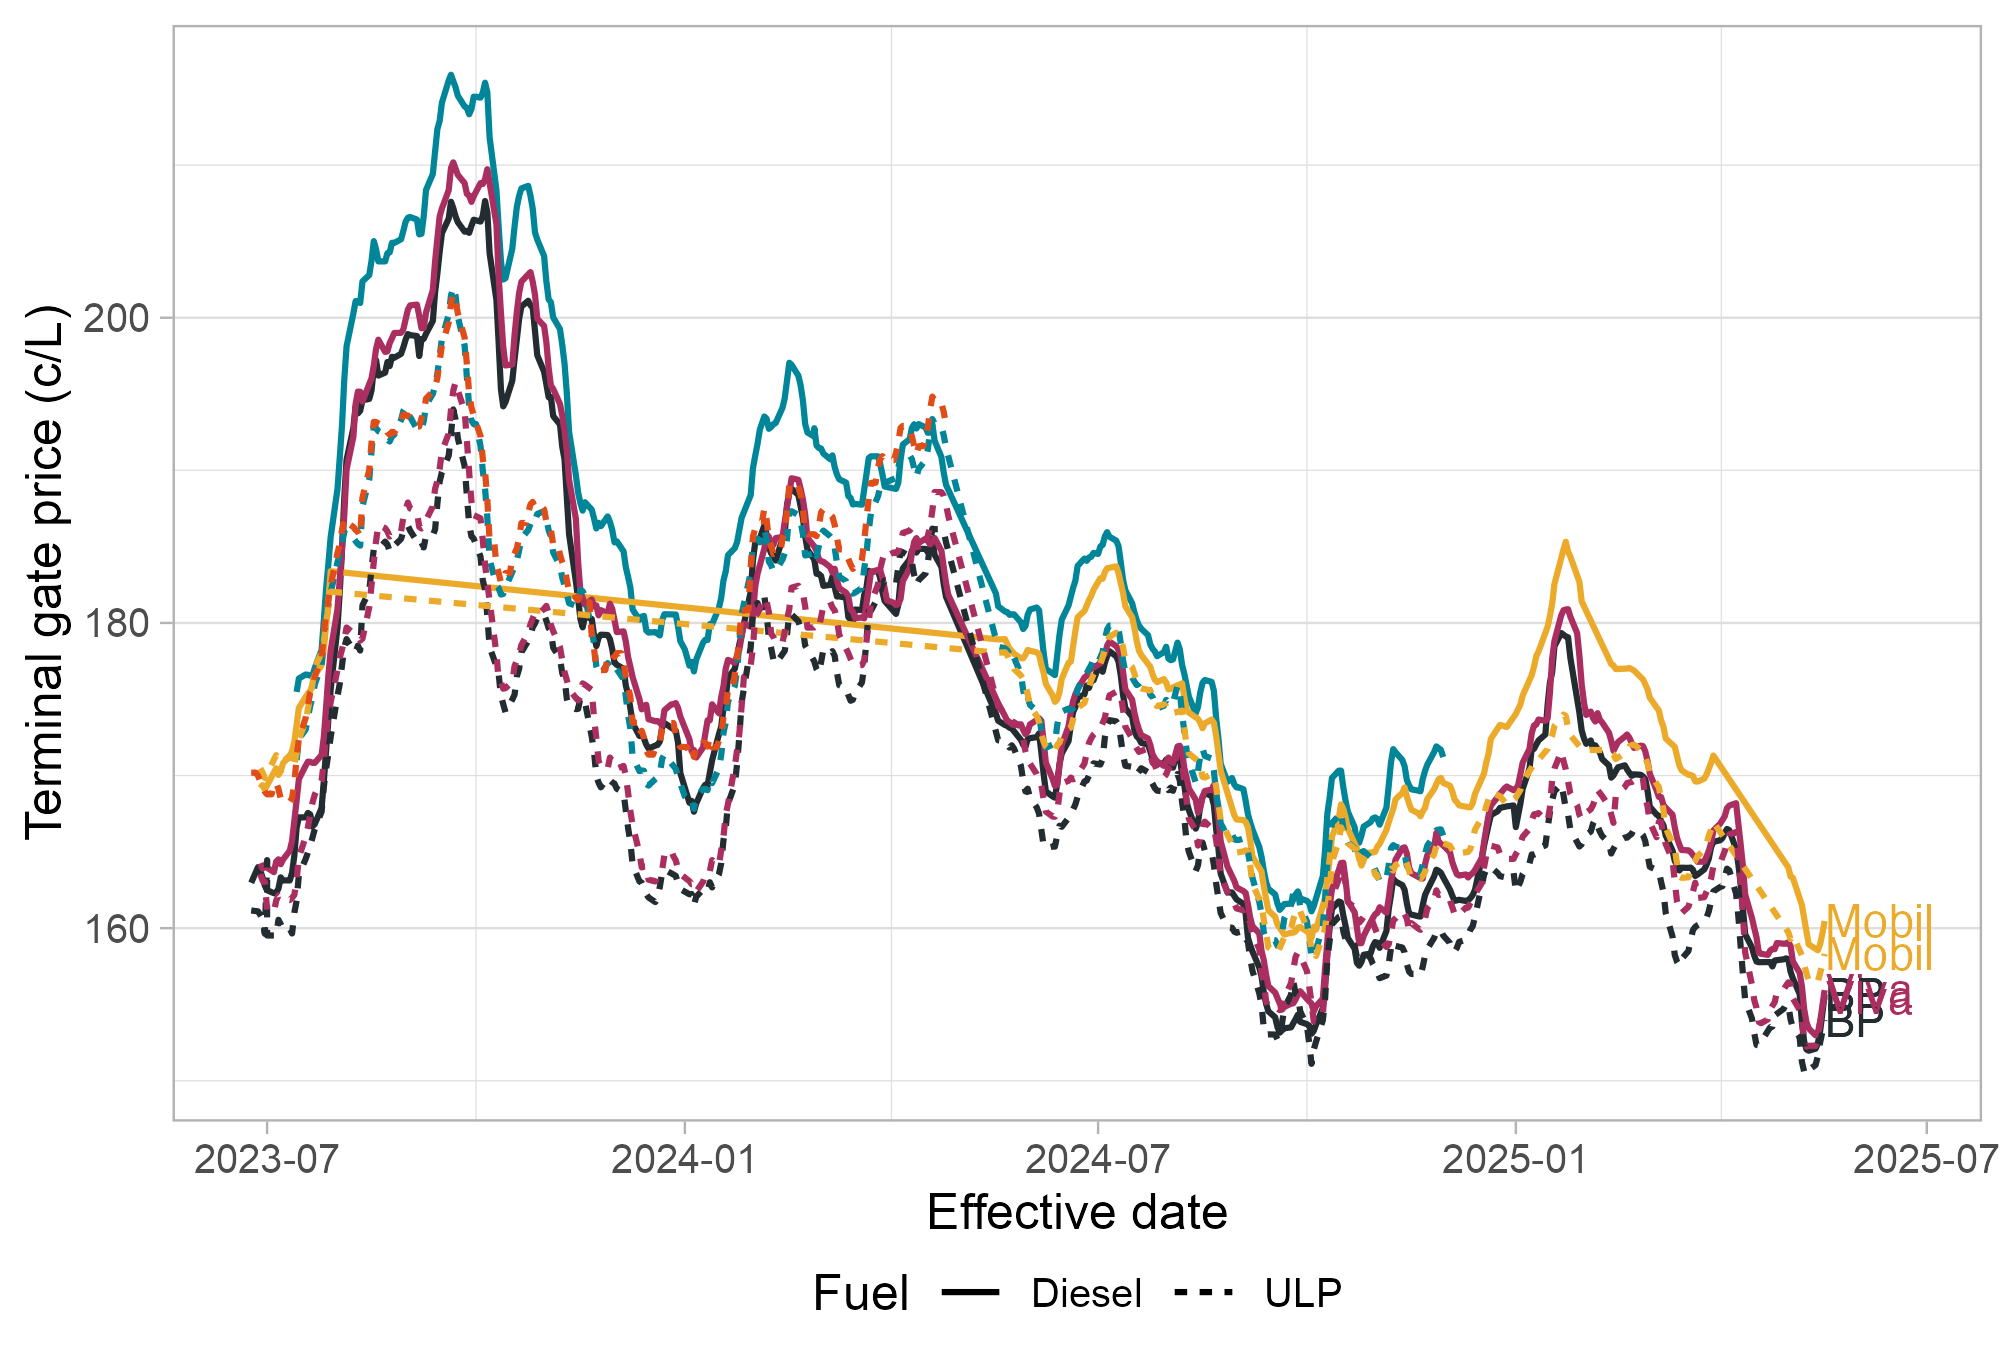 Terminal gate price (c/L)
200
180
160
Mobil
Mobil
Viva
BP
Viva
BP
2023-07
2024-01
2024-07
2025-01
2025-07
Effective date
Fuel Diesel ULP